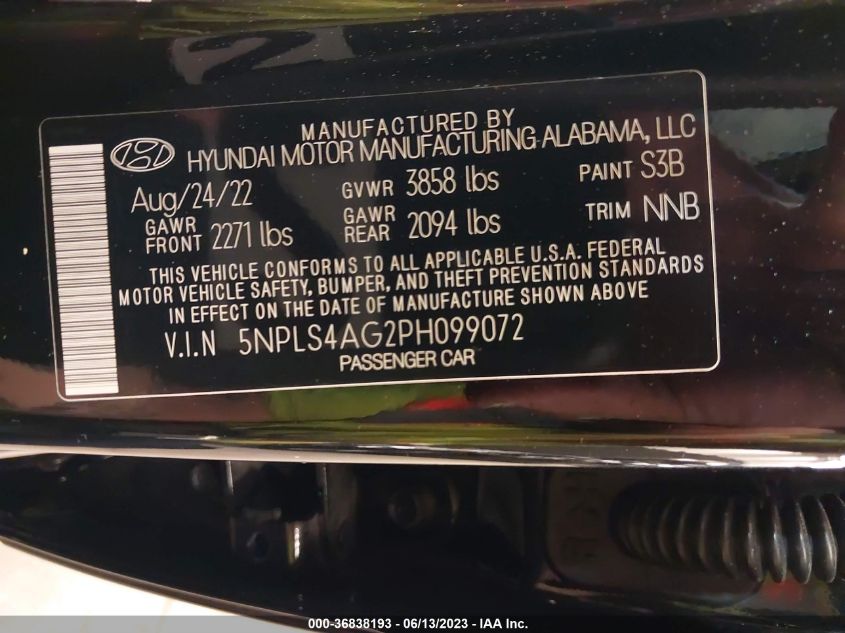 MANUFACTURED BY
HYUNDAI MOTOR MANUFACTURING ALABAMA, LLC
Aug/24/22 GVWR 3858 lbs PAINT S3B
GAWR FRONT 2271 lbs GAWR REAR 2094 lbs TRIM NNB
THIS VEHICLE CONFORMS TO ALL APPLICABLE U.S.A. FEDERAL
MOTOR VEHICLE SAFETY, BUMPER, AND THEFT PREVENTION STANDARDS
IN EFFECT ON THE DATE OF MANUFACTURE SHOWN ABOVE
V.I.N 5NPLS4AG2PH099072
PASSENGER CAR
000-36838193 - 06/13/2023 - IAA Inc.